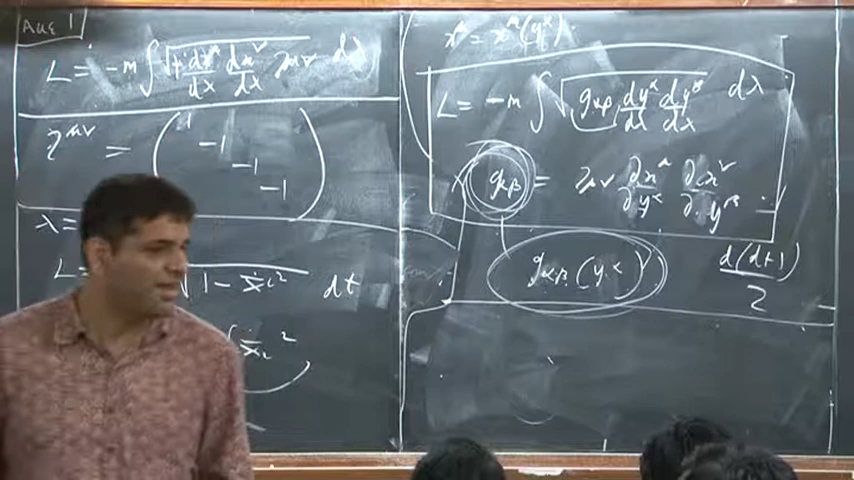 Aug 1
L = -m ∫ √(+ dx^μ/dλ dx^ν/dλ η_μν) dλ
η^μν = (1 -1 -1 -1)
λ =
L = √(1 - ẋ_i²) dt
ẋ_i²
x^μ = x^μ(y^α)
L = -m ∫ √(g_αβ dy^α/dλ dy^β/dλ) dλ
g_αβ = η_μν ∂x^μ/∂y^α ∂x^ν/∂y^β
g_αβ (y^α)
d(d+1)/2